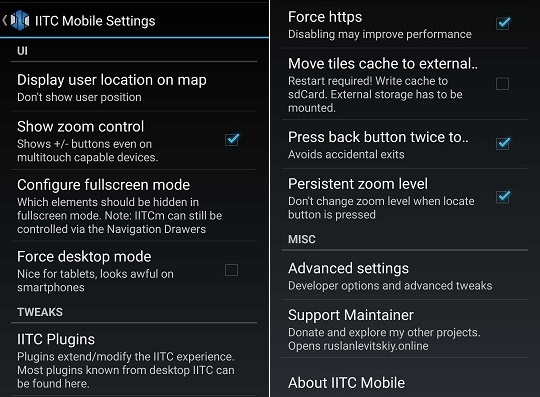 IITC Mobile Settings
UI
Display user location on map
Don't show user position
Show zoom control
Shows +/- buttons even on
multitouch capable devices.
Configure fullscreen mode
Which elements should be hidden in
fullscreen mode. Note: IITCm can still be
controlled via the Navigation Drawers
Force desktop mode
Nice for tablets, looks awful on
smartphones
TWEAKS
IITC Plugins
Plugins extend/modify the IITC experience.
Most plugins known from desktop IITC can
be found here.
Force https
Disabling may improve performance
Move tiles cache to external..
Restart required! Write cache to
sdCard. External storage has to be
mounted.
Press back button twice to..
Avoids accidental exits
Persistent zoom level
Don't change zoom level when locate
button is pressed
MISC
Advanced settings
Developer options and advanced tweaks
Support Maintainer
Donate and explore my other projects.
Opens ruslanlevitskiy.online
About IITC Mobile